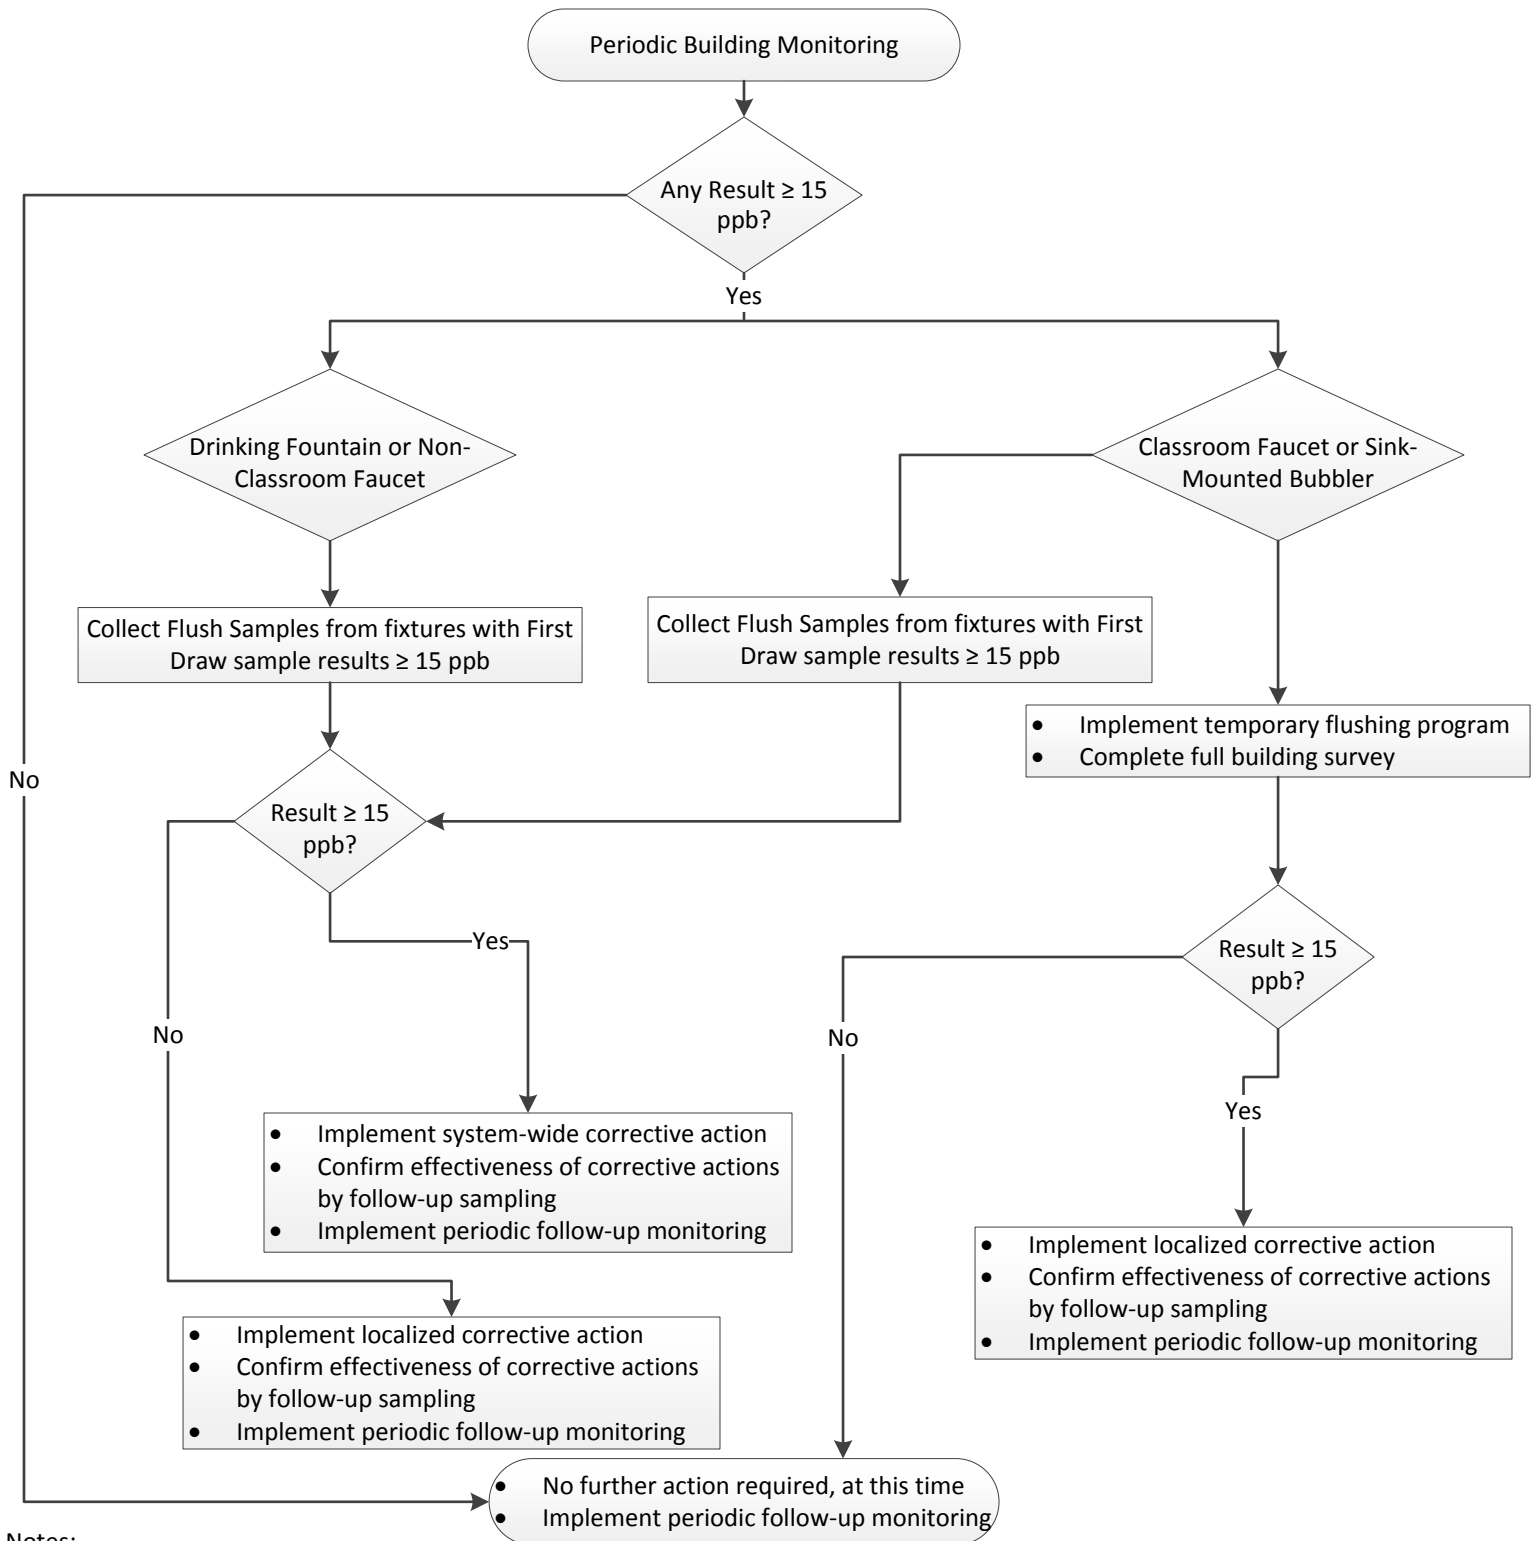 Periodic Building Monitoring
Any Result ≥ 15
ppb?
Yes
Drinking Fountain or Non-
Classroom Faucet
Classroom Faucet or Sink-
Mounted Bubbler
Collect Flush Samples from fixtures with First
Draw sample results ≥ 15 ppb
Collect Flush Samples from fixtures with First
Draw sample results ≥ 15 ppb
• Implement temporary flushing program
• Complete full building survey
No
Result ≥ 15
ppb?
Yes
Result ≥ 15
ppb?
No
No
Yes
• Implement system-wide corrective action
• Confirm effectiveness of corrective actions
by follow-up sampling
• Implement periodic follow-up monitoring
• Implement localized corrective action
• Confirm effectiveness of corrective actions
by follow-up sampling
• Implement periodic follow-up monitoring
• Implement localized corrective action
• Confirm effectiveness of corrective actions
by follow-up sampling
• Implement periodic follow-up monitoring
• No further action required, at this time
• Implement periodic follow-up monitoring
Notes: